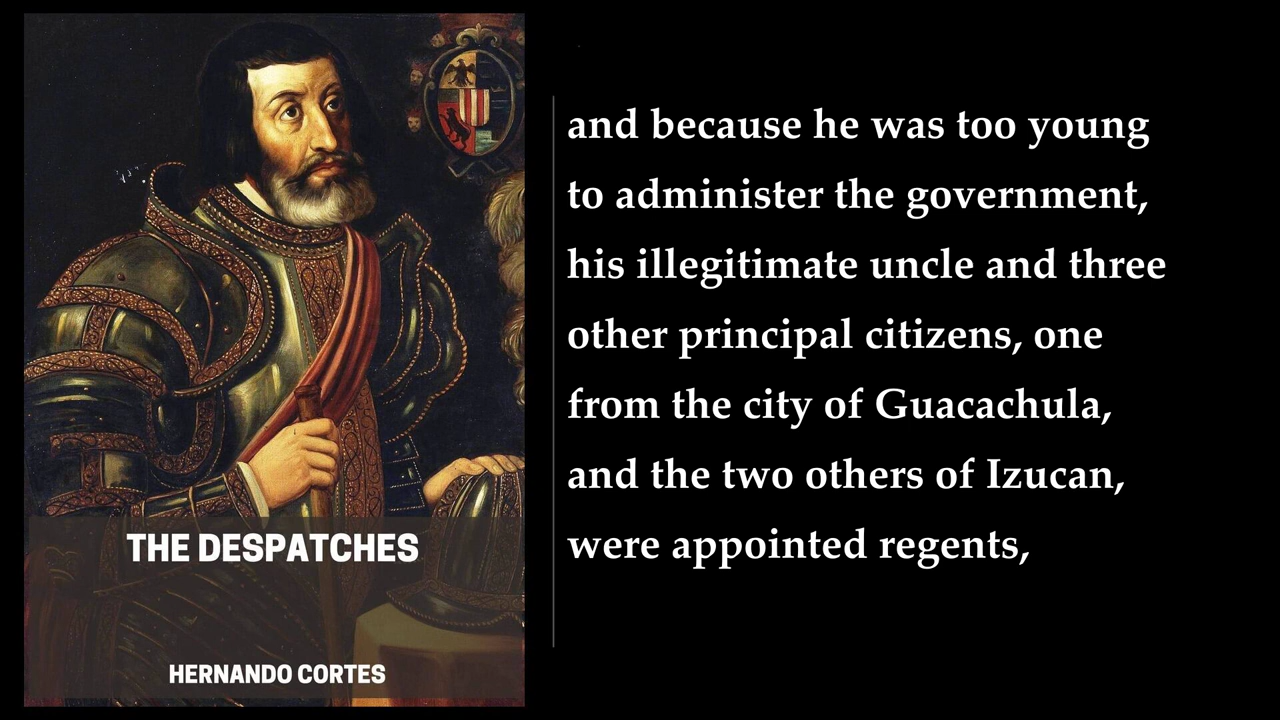 THE DESPATCHES
HERNANDO CORTES
and because he was too young
to administer the government,
his illegitimate uncle and three
other principal citizens, one
from the city of Guacachula,
and the two others of Izucan,
were appointed regents,